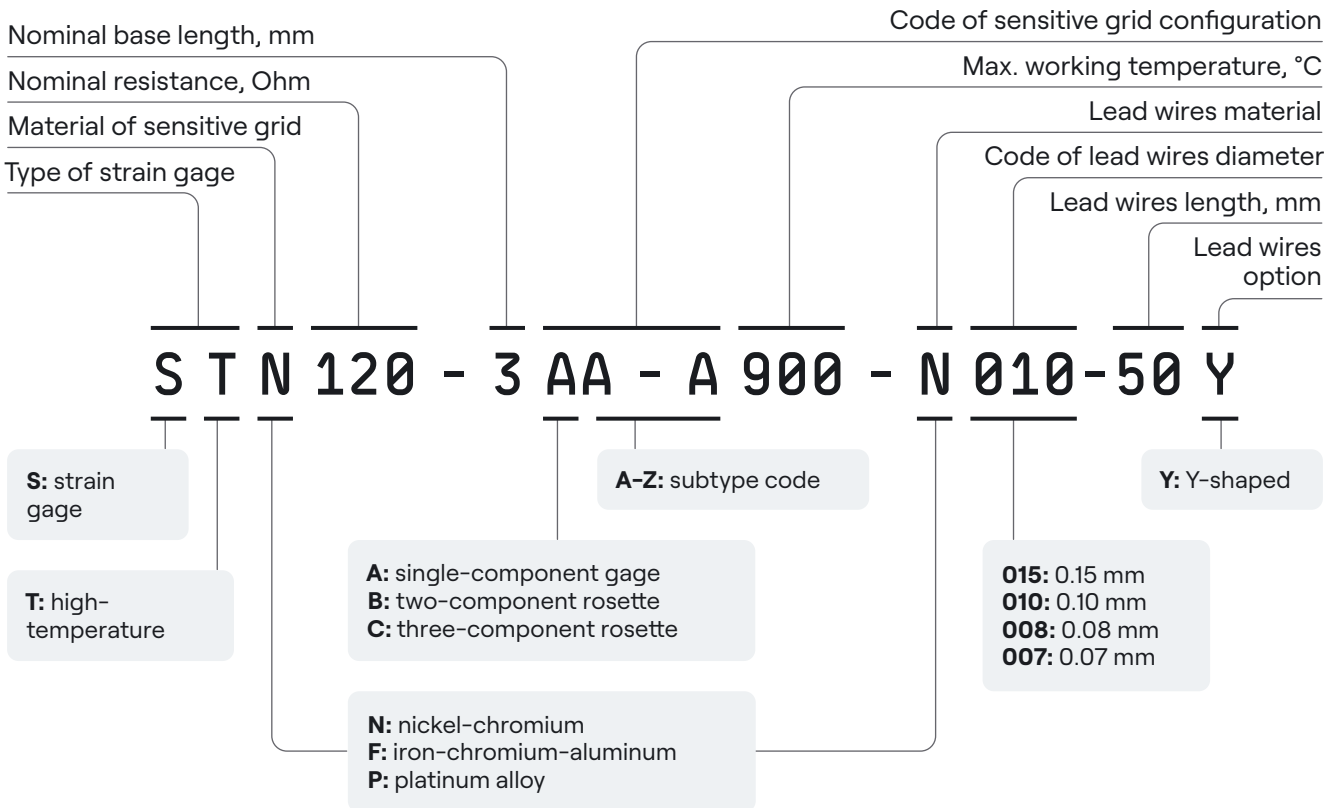 Nominal base length, mm
Nominal resistance, Ohm
Material of sensitive grid
Type of strain gage
Code of sensitive grid configuration
Max. working temperature, °C
Lead wires material
Code of lead wires diameter
Lead wires length, mm
Lead wires
option
S T N 120 - 3 AA - A 900 - N 010-50 Y
S: strain
gage
T: high-
temperature
A: single-component gage
B: two-component rosette
C: three-component rosette
N: nickel-chromium
F: iron-chromium-aluminum
P: platinum alloy
A-Z: subtype code
015: 0.15 mm
010: 0.10 mm
008: 0.08 mm
007: 0.07 mm
Y: Y-shaped